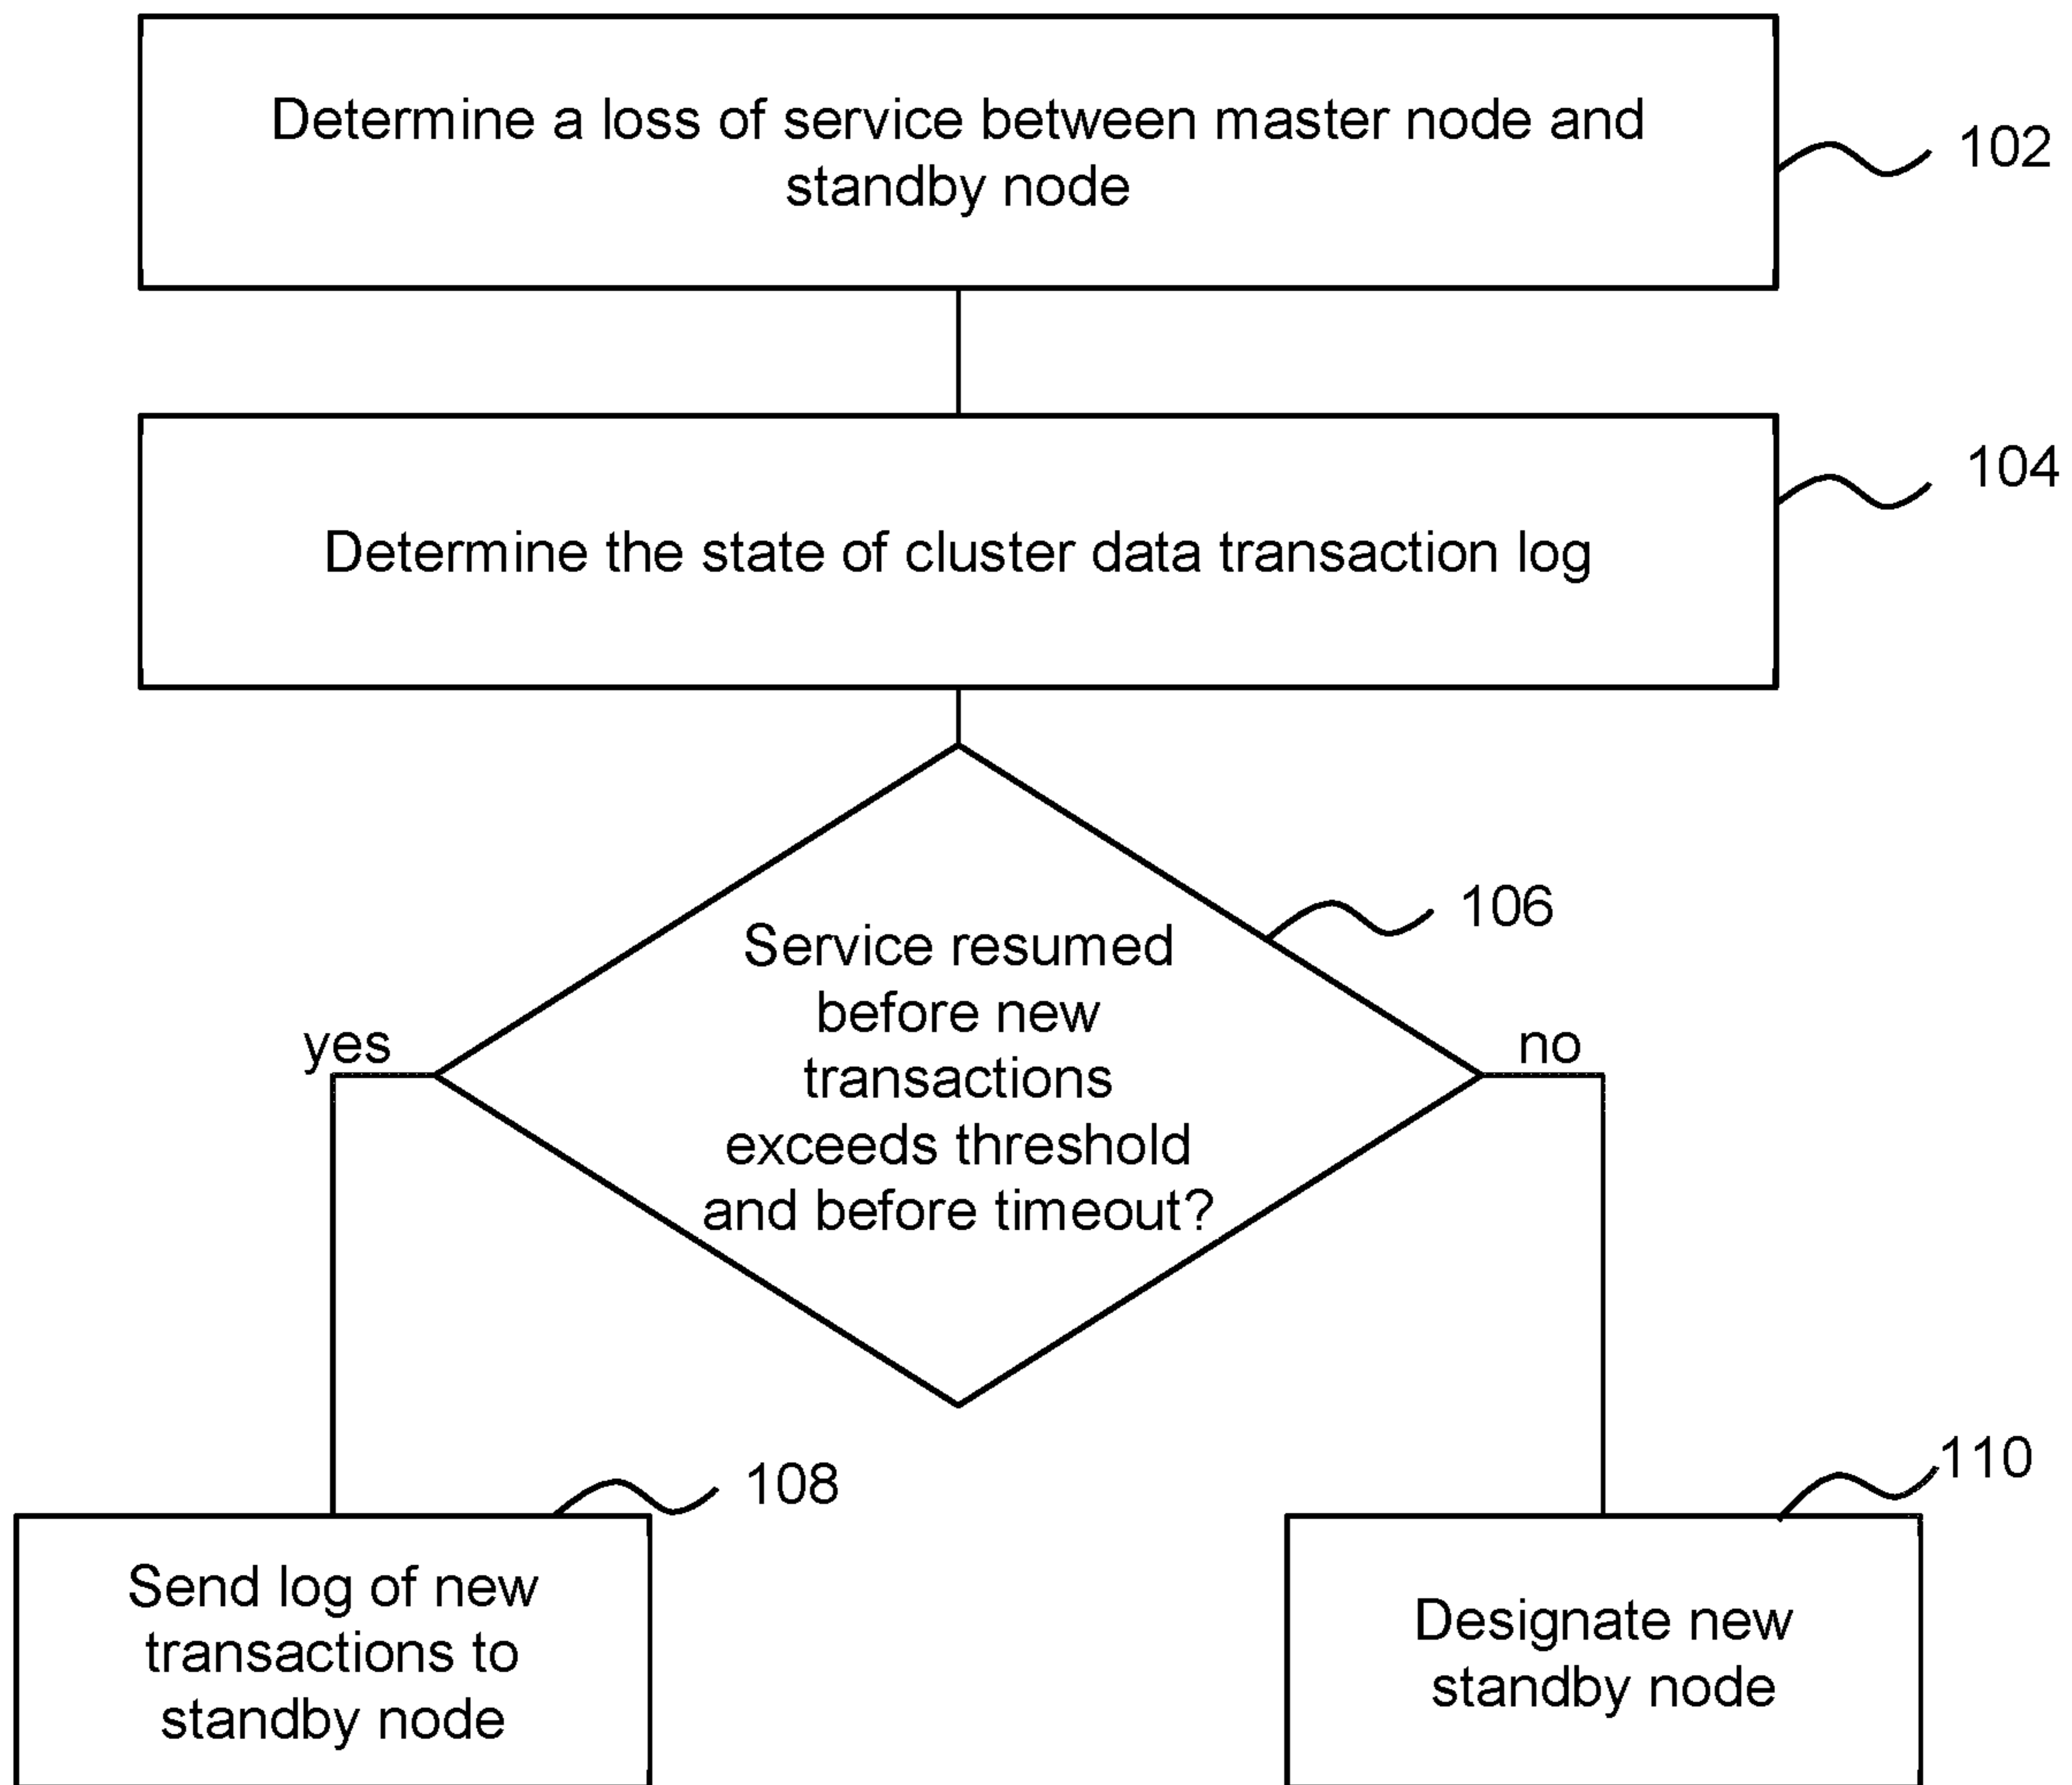 Determine a loss of service between master node and
standby node
102
Determine the state of cluster data transaction log
104
Service resumed
before new
transactions
exceeds threshold
and before timeout?
106
yes
no
Send log of new
transactions to
standby node
108
Designate new
standby node
110